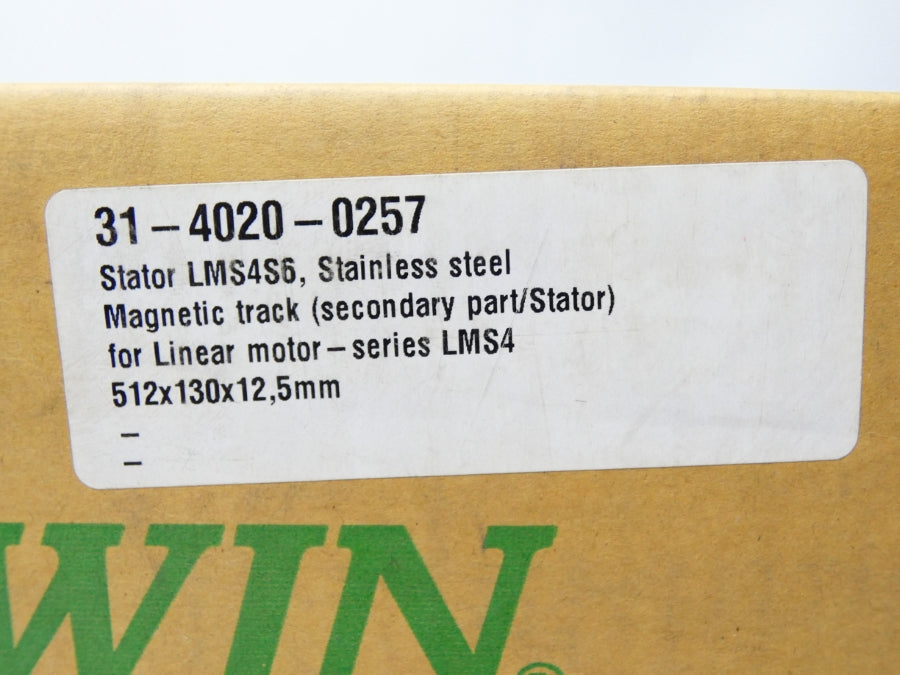 31-4020-0257
Stator LMS4S6, Stainless steel
Magnetic track (secondary part/Stator)
for Linear motor-series LMS4
512x130x12,5mm
-
-
WIN®